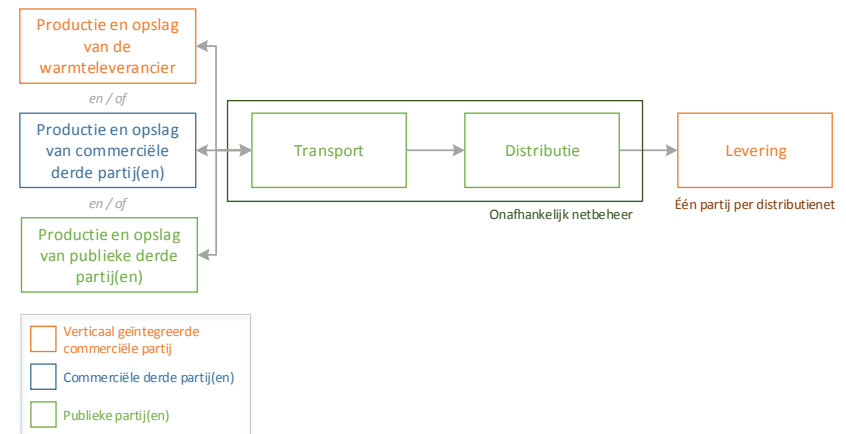 Productie en opslag
van de
warmteleverancier
en / of
Productie en opslag
van commerciële
derde partij(en)
en / of
Productie en opslag
van publieke derde
partij(en)
Transport
Distributie
Onafhankelijk netbeheer
Levering
Één partij per distributienet
Verticaal geïntegreerde
commerciële partij
Commerciële derde partij(en)
Publieke partij(en)